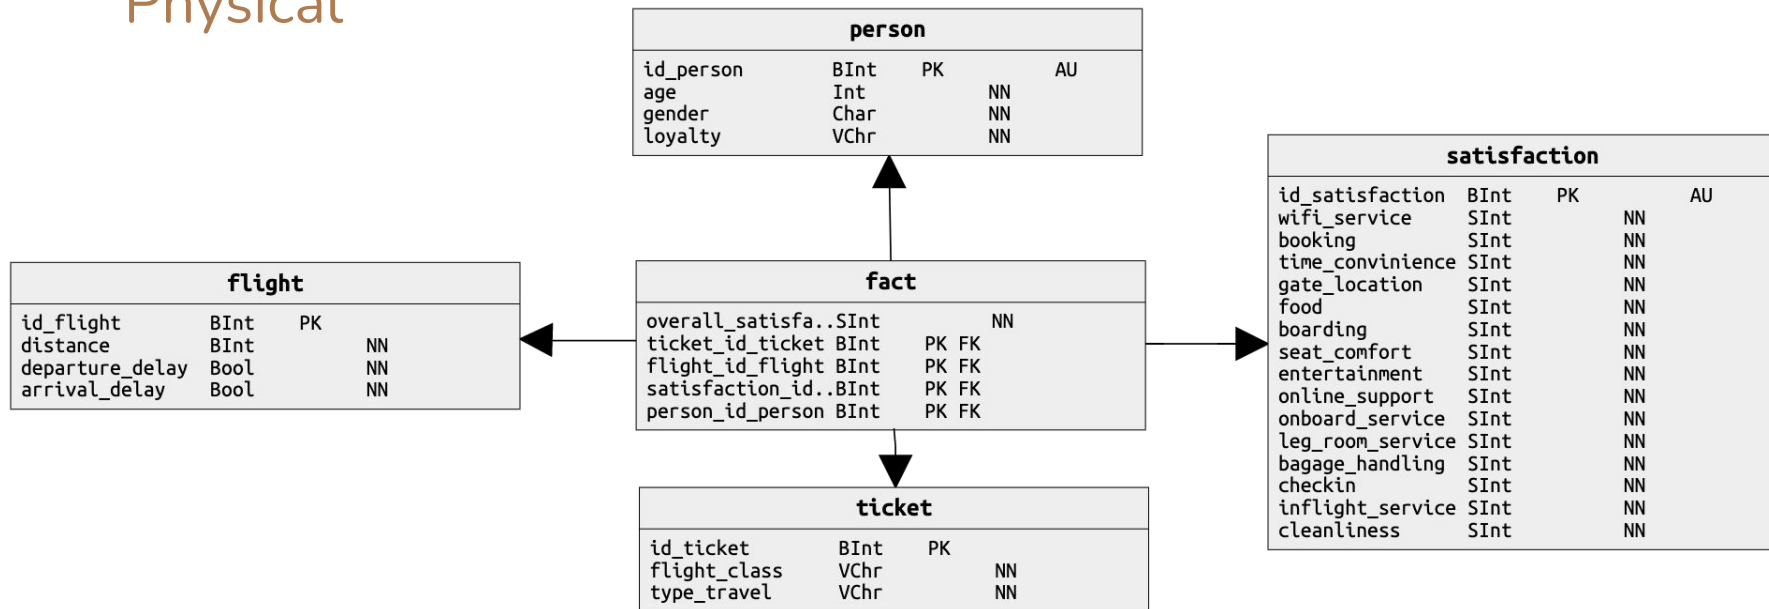 Physical
person
id_person BInt PK AU
age Int NN
gender Char NN
loyalty VChr NN
satisfaction
id_satisfaction BInt PK AU
wifi_service SInt NN
booking SInt NN
time_convinience SInt NN
gate_location SInt NN
food SInt NN
boarding SInt NN
seat_comfort SInt NN
entertainment SInt NN
online_support SInt NN
onboard_service SInt NN
leg_room_service SInt NN
bagage_handling SInt NN
checkin SInt NN
inflight_service SInt NN
cleanliness SInt NN
flight
id_flight BInt PK
distance BInt NN
departure_delay Bool NN
arrival_delay Bool NN
fact
overall_satisfa..SInt NN
ticket_id_ticket BInt PK FK
flight_id_flight BInt PK FK
satisfaction_id..BInt PK FK
person_id_person BInt PK FK
ticket
id_ticket BInt PK
flight_class VChr NN
type_travel VChr NN